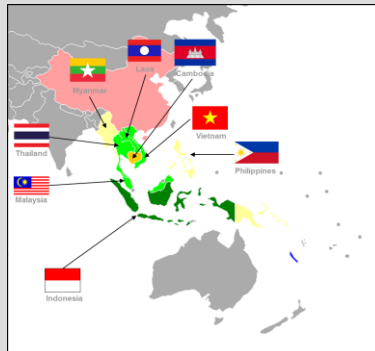 Laos
Cambodia
Myanmar
Vietnam
Thailand
Philippines
Malaysia
Indonesia